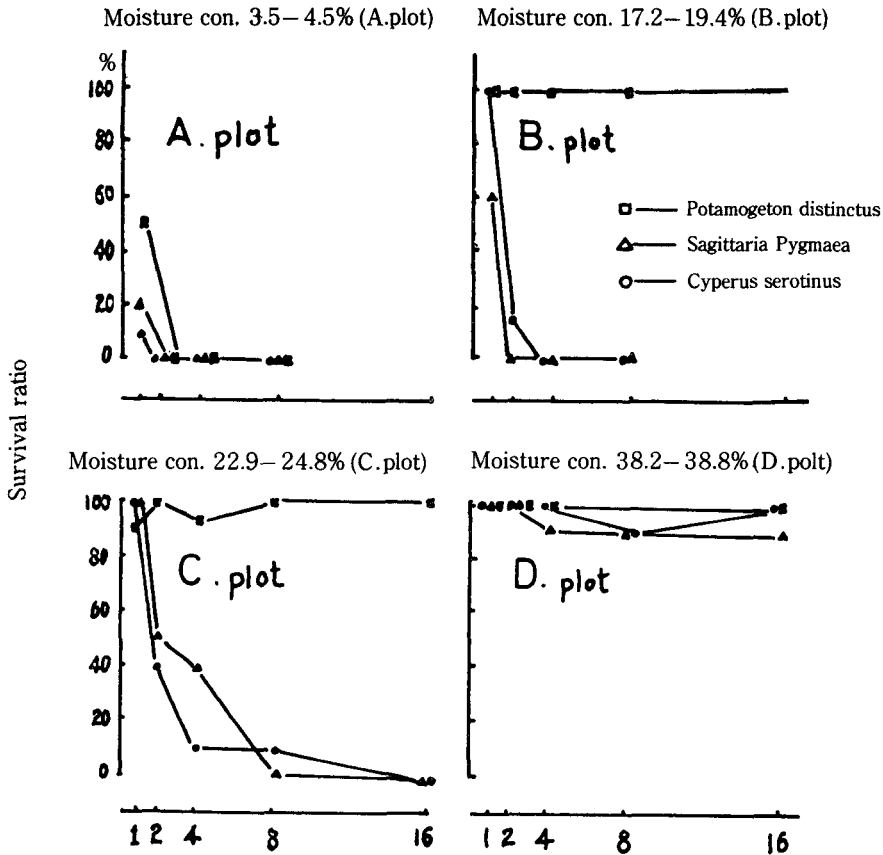 Moisture con. 3.5–4.5% (A.plot)
Moisture con. 17.2–19.4% (B.plot)
%
100
80
60
40
20
0
A. plot
B. plot
Potamogeton distinctus
Sagittaria Pygmaea
Cyperus serotinus
Survival ratio
Moisture con. 22.9–24.8% (C.plot)
Moisture con. 38.2–38.8% (D.polt)
100
80
60
40
20
0
C. plot
D. plot
1 2 4 8 16
1 2 4 8 16